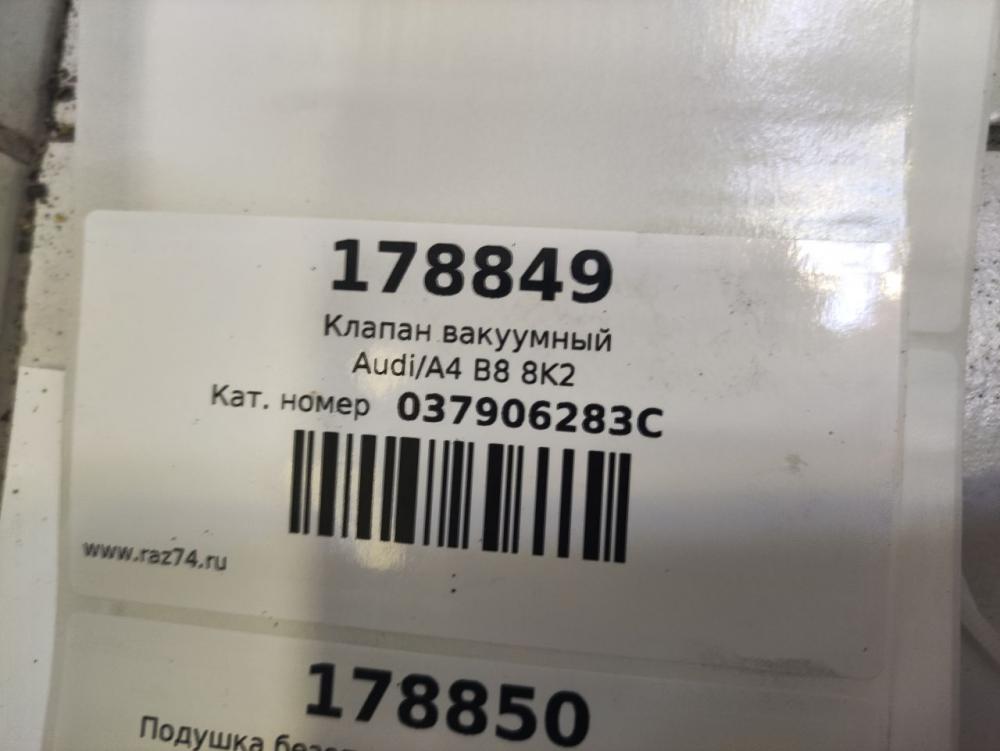 178849
Клапан вакуумный
Audi/A4 B8 8K2
Кат. номер 037906283C
www.raz74.ru
178850
Подушка